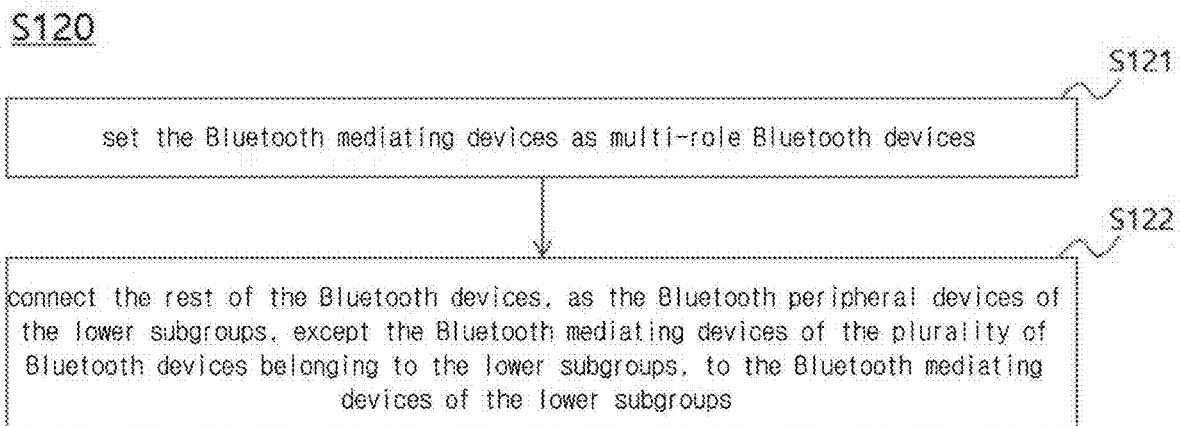 S120
S121
set the Bluetooth mediating devices as multi-role Bluetooth devices
S122
connect the rest of the Bluetooth devices, as the Bluetooth peripheral devices of
the lower subgroups, except the Bluetooth mediating devices of the plurality of
Bluetooth devices belonging to the lower subgroups, to the Bluetooth mediating
devices of the lower subgroups